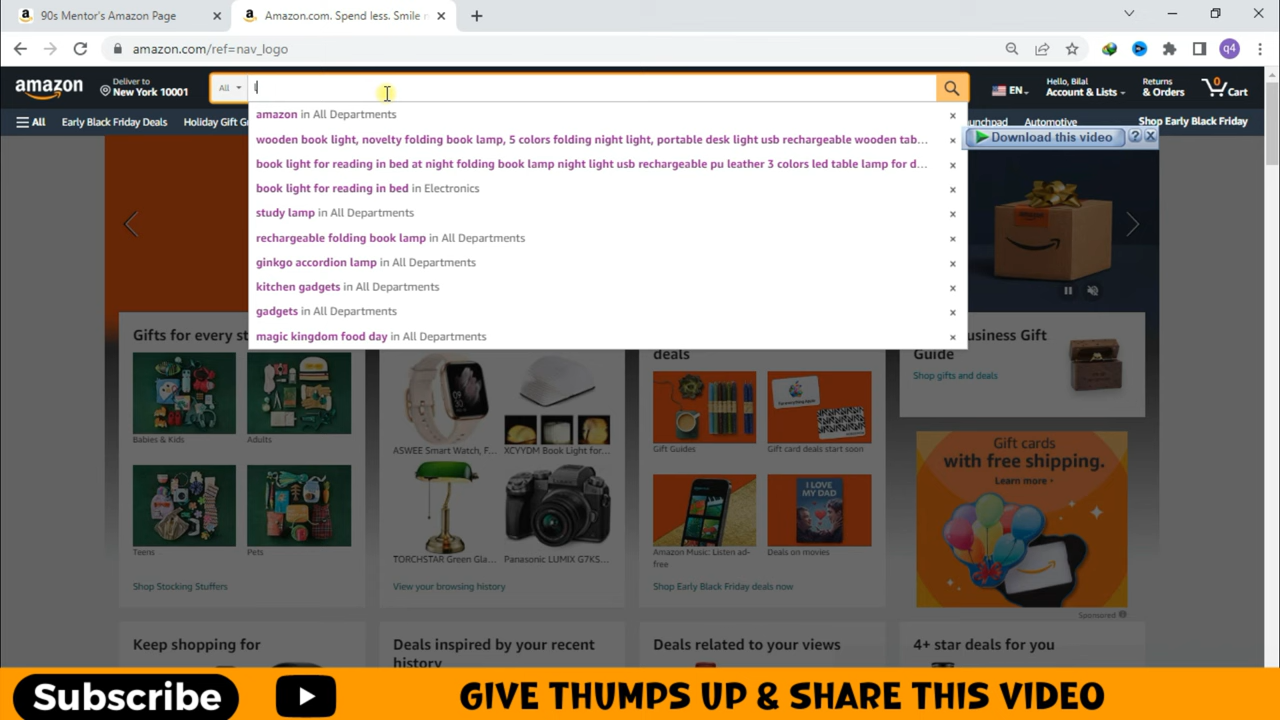 90s Mentor's Amazon Page
Amazon.com. Spend less. Smile
amazon.com/ref=nav_logo
q4
amazon
Deliver to
New York 10001
All
l
EN
Hello, Bilal
Account & Lists
Returns
& Orders
0
Cart
All
Early Black Friday Deals
Holiday Gift G
nchpad
Automotive
Shop Early Black Friday
Download this video
amazon in All Departments
wooden book light, novelty folding book lamp, 5 colors folding night light, portable desk light usb rechargeable wooden tab...
book light for reading in bed at night folding book lamp night light usb rechargeable pu leather 3 colors led table lamp for d...
book light for reading in bed in Electronics
study lamp in All Departments
rechargeable folding book lamp in All Departments
ginkgo accordion lamp in All Departments
kitchen gadgets in All Departments
gadgets in All Departments
magic kingdom food day in All Departments
Gifts for every s
Babies & Kids
Adults
Teens
Pets
Shop Stocking Stuffers
ASWEE Smart Watch, F...
XCYYDM Book Light for...
TORCHSTAR Green Gla...
Panasonic LUMIX G7KS...
View your browsing history
deals
Gift Guides
Gift card deals start soon
I LOVE
MY DAD
Amazon Music: Listen ad-
free
Deals on movies
Shop Early Black Friday deals now
usiness Gift
Guide
Shop gifts and deals
Gift cards
with free shipping.
Learn more
Sponsored
Keep shopping for
Deals inspired by your recent
history
Deals related to your views
4+ star deals for you
Subscribe
GIVE THUMPS UP & SHARE THIS VIDEO